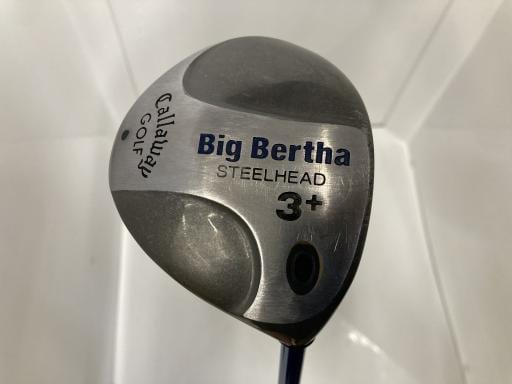 Callaway
GOLF
Big Bertha
STEELHEAD
3+